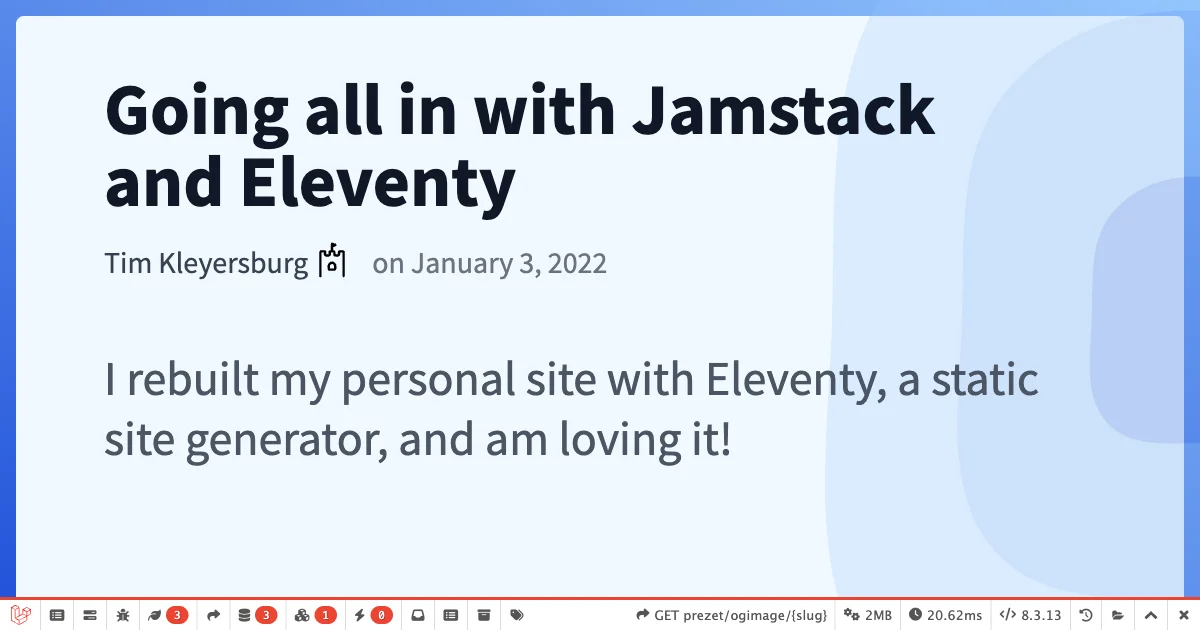 Going all in with Jamstack
and Eleventy
Tim Kleyersburg on January 3, 2022
I rebuilt my personal site with Eleventy, a static
site generator, and am loving it!
3 3 1 0 GET prezet/ogimage/{slug} 2MB 20.62ms 8.3.13